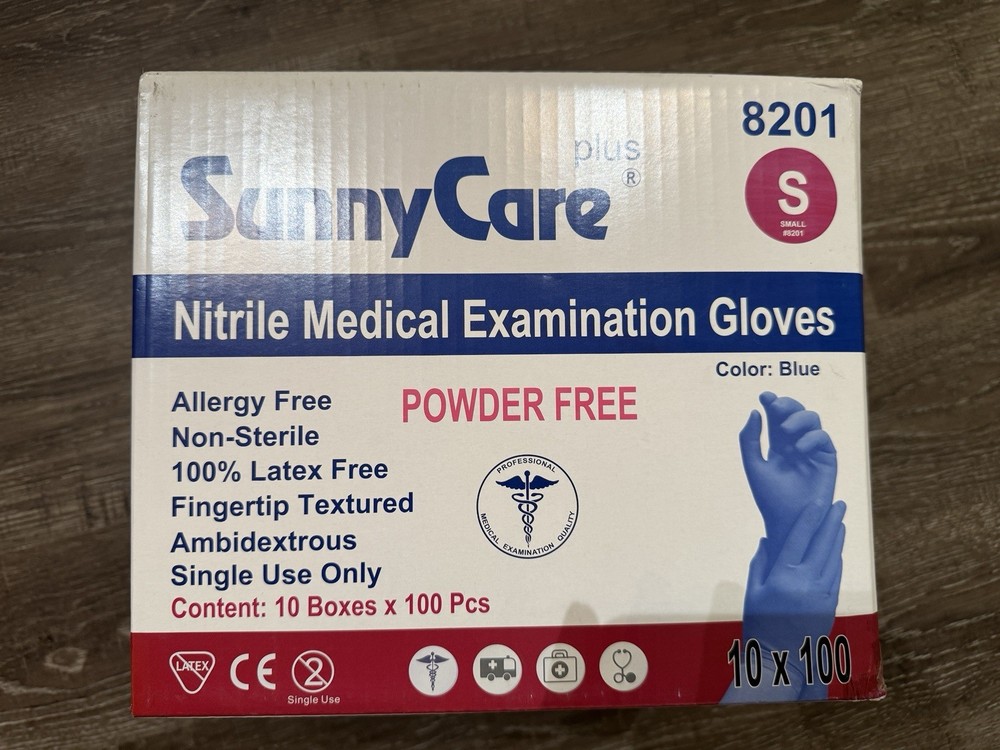 8201
plus
SunnyCare®
S
SMALL
#8201
Nitrile Medical Examination Gloves
Color: Blue
Allergy Free
POWDER FREE
Non-Sterile
100% Latex Free
Fingertip Textured
Ambidextrous
Single Use Only
Content: 10 Boxes x 100 Pcs
PROFESSIONAL
MEDICAL EXAMINATION QUALITY
LATEX
CE
2
Single Use
10 x 100